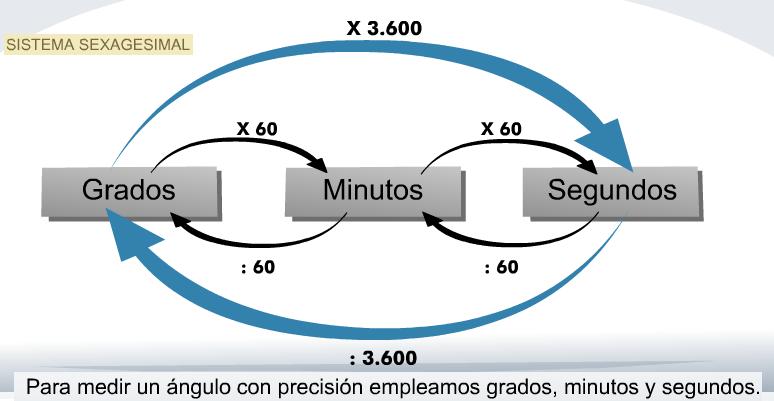 X 3.600
SISTEMA SEXAGESIMAL
X 60
X 60
Grados
Minutos
Segundos
: 60
: 60
: 3.600
Para medir un ángulo con precisión empleamos grados, minutos y segundos.